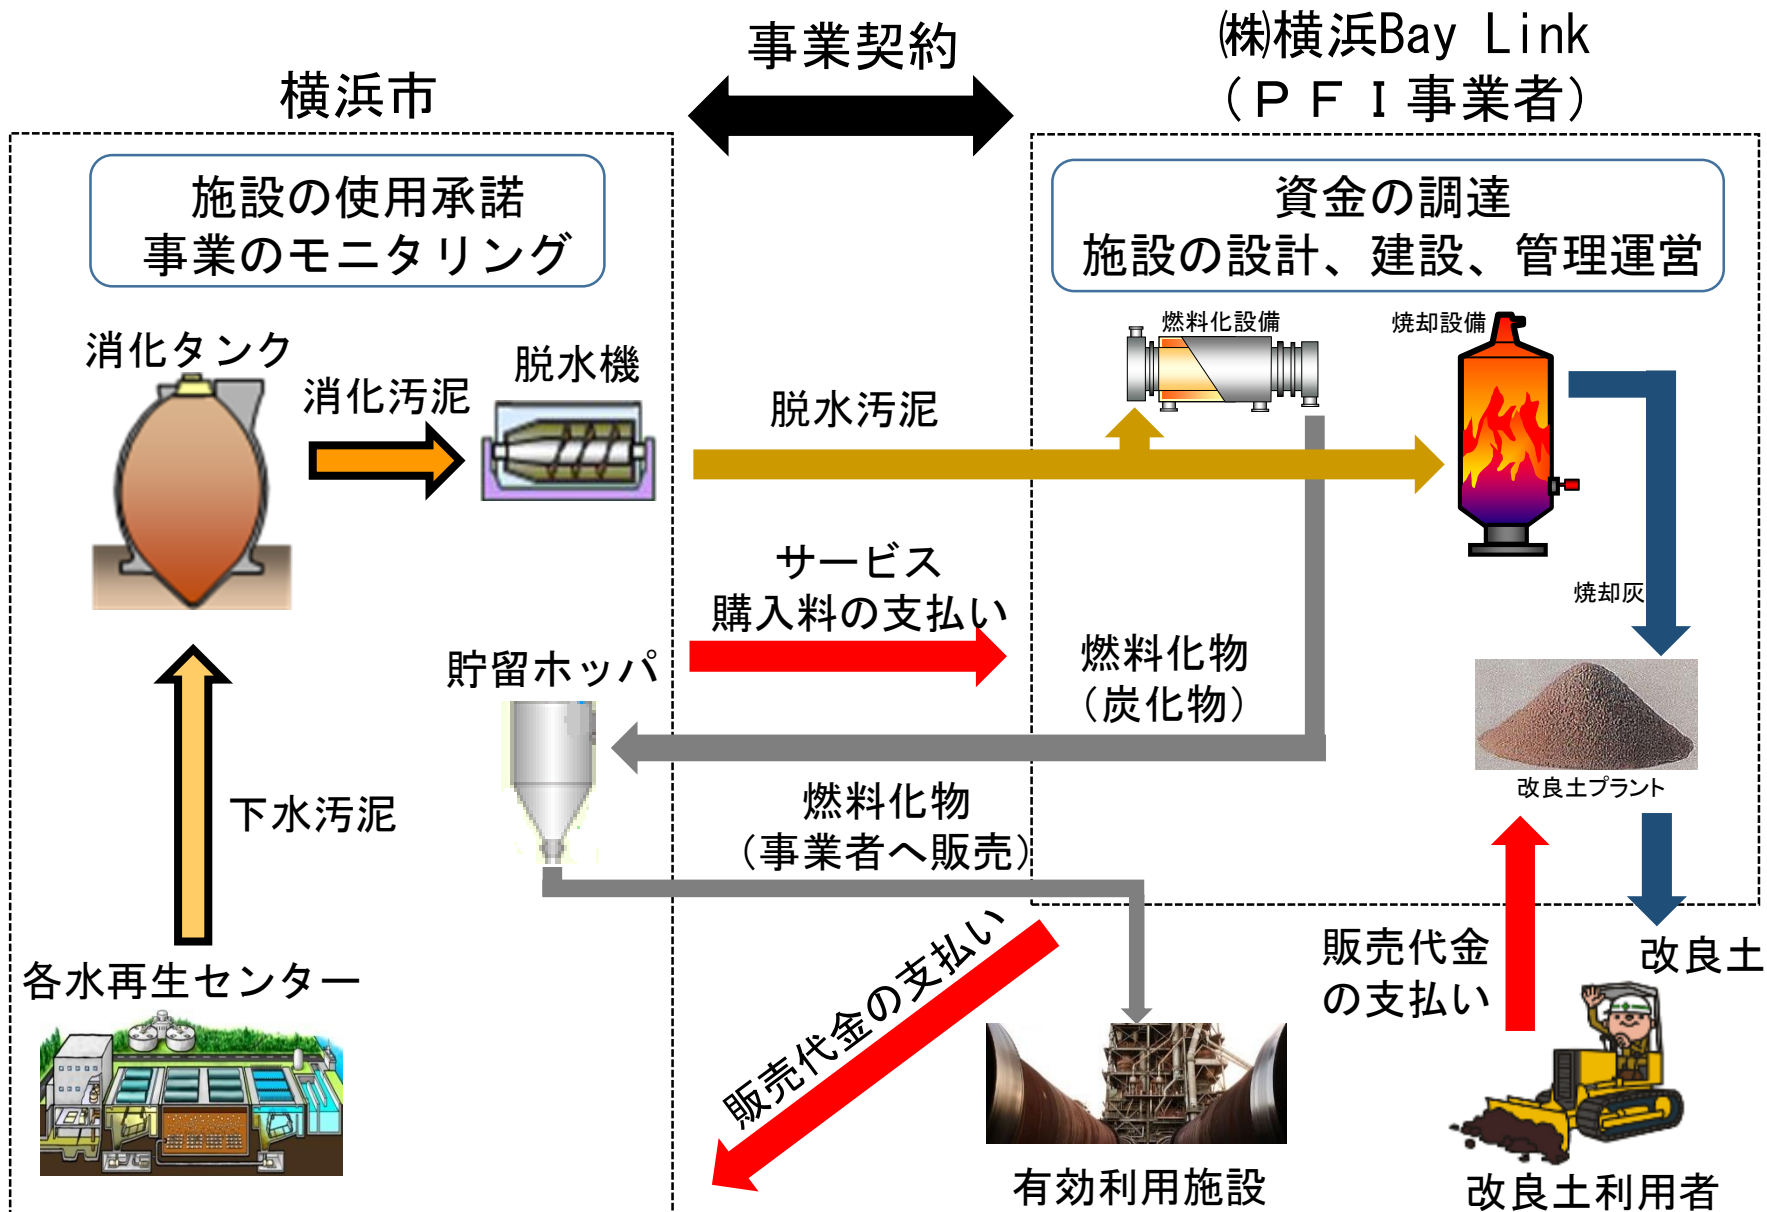 事業契約
㈱横浜Bay Link
（ＰＦＩ事業者）
横浜市
施設の使用承諾
事業のモニタリング
資金の調達
施設の設計、建設、管理運営
消化タンク
消化汚泥
脱水機
脱水汚泥
燃料化設備
焼却設備
サービス
購入料の支払い
焼却灰
貯留ホッパ
燃料化物
（炭化物）
改良土プラント
下水汚泥
燃料化物
（事業者へ販売）
販売代金の支払い
販売代金
の支払い
改良土
各水再生センター
有効利用施設
改良土利用者